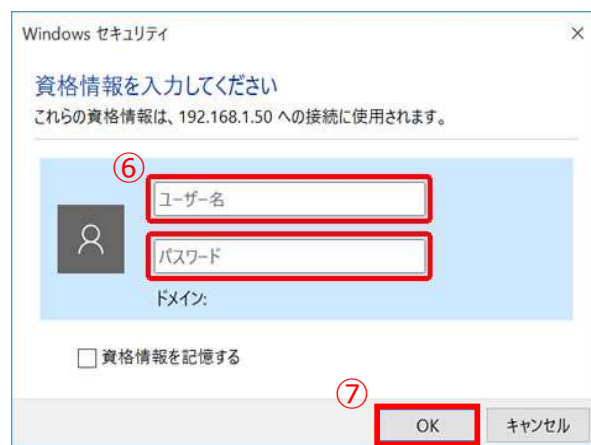 Windows セキュリティ
資格情報を入力してください
これらの資格情報は、192.168.1.50 への接続に使用されます。
⑥
ユーザー名
パスワード
ドメイン:
資格情報を記憶する
⑦
OK キャンセル